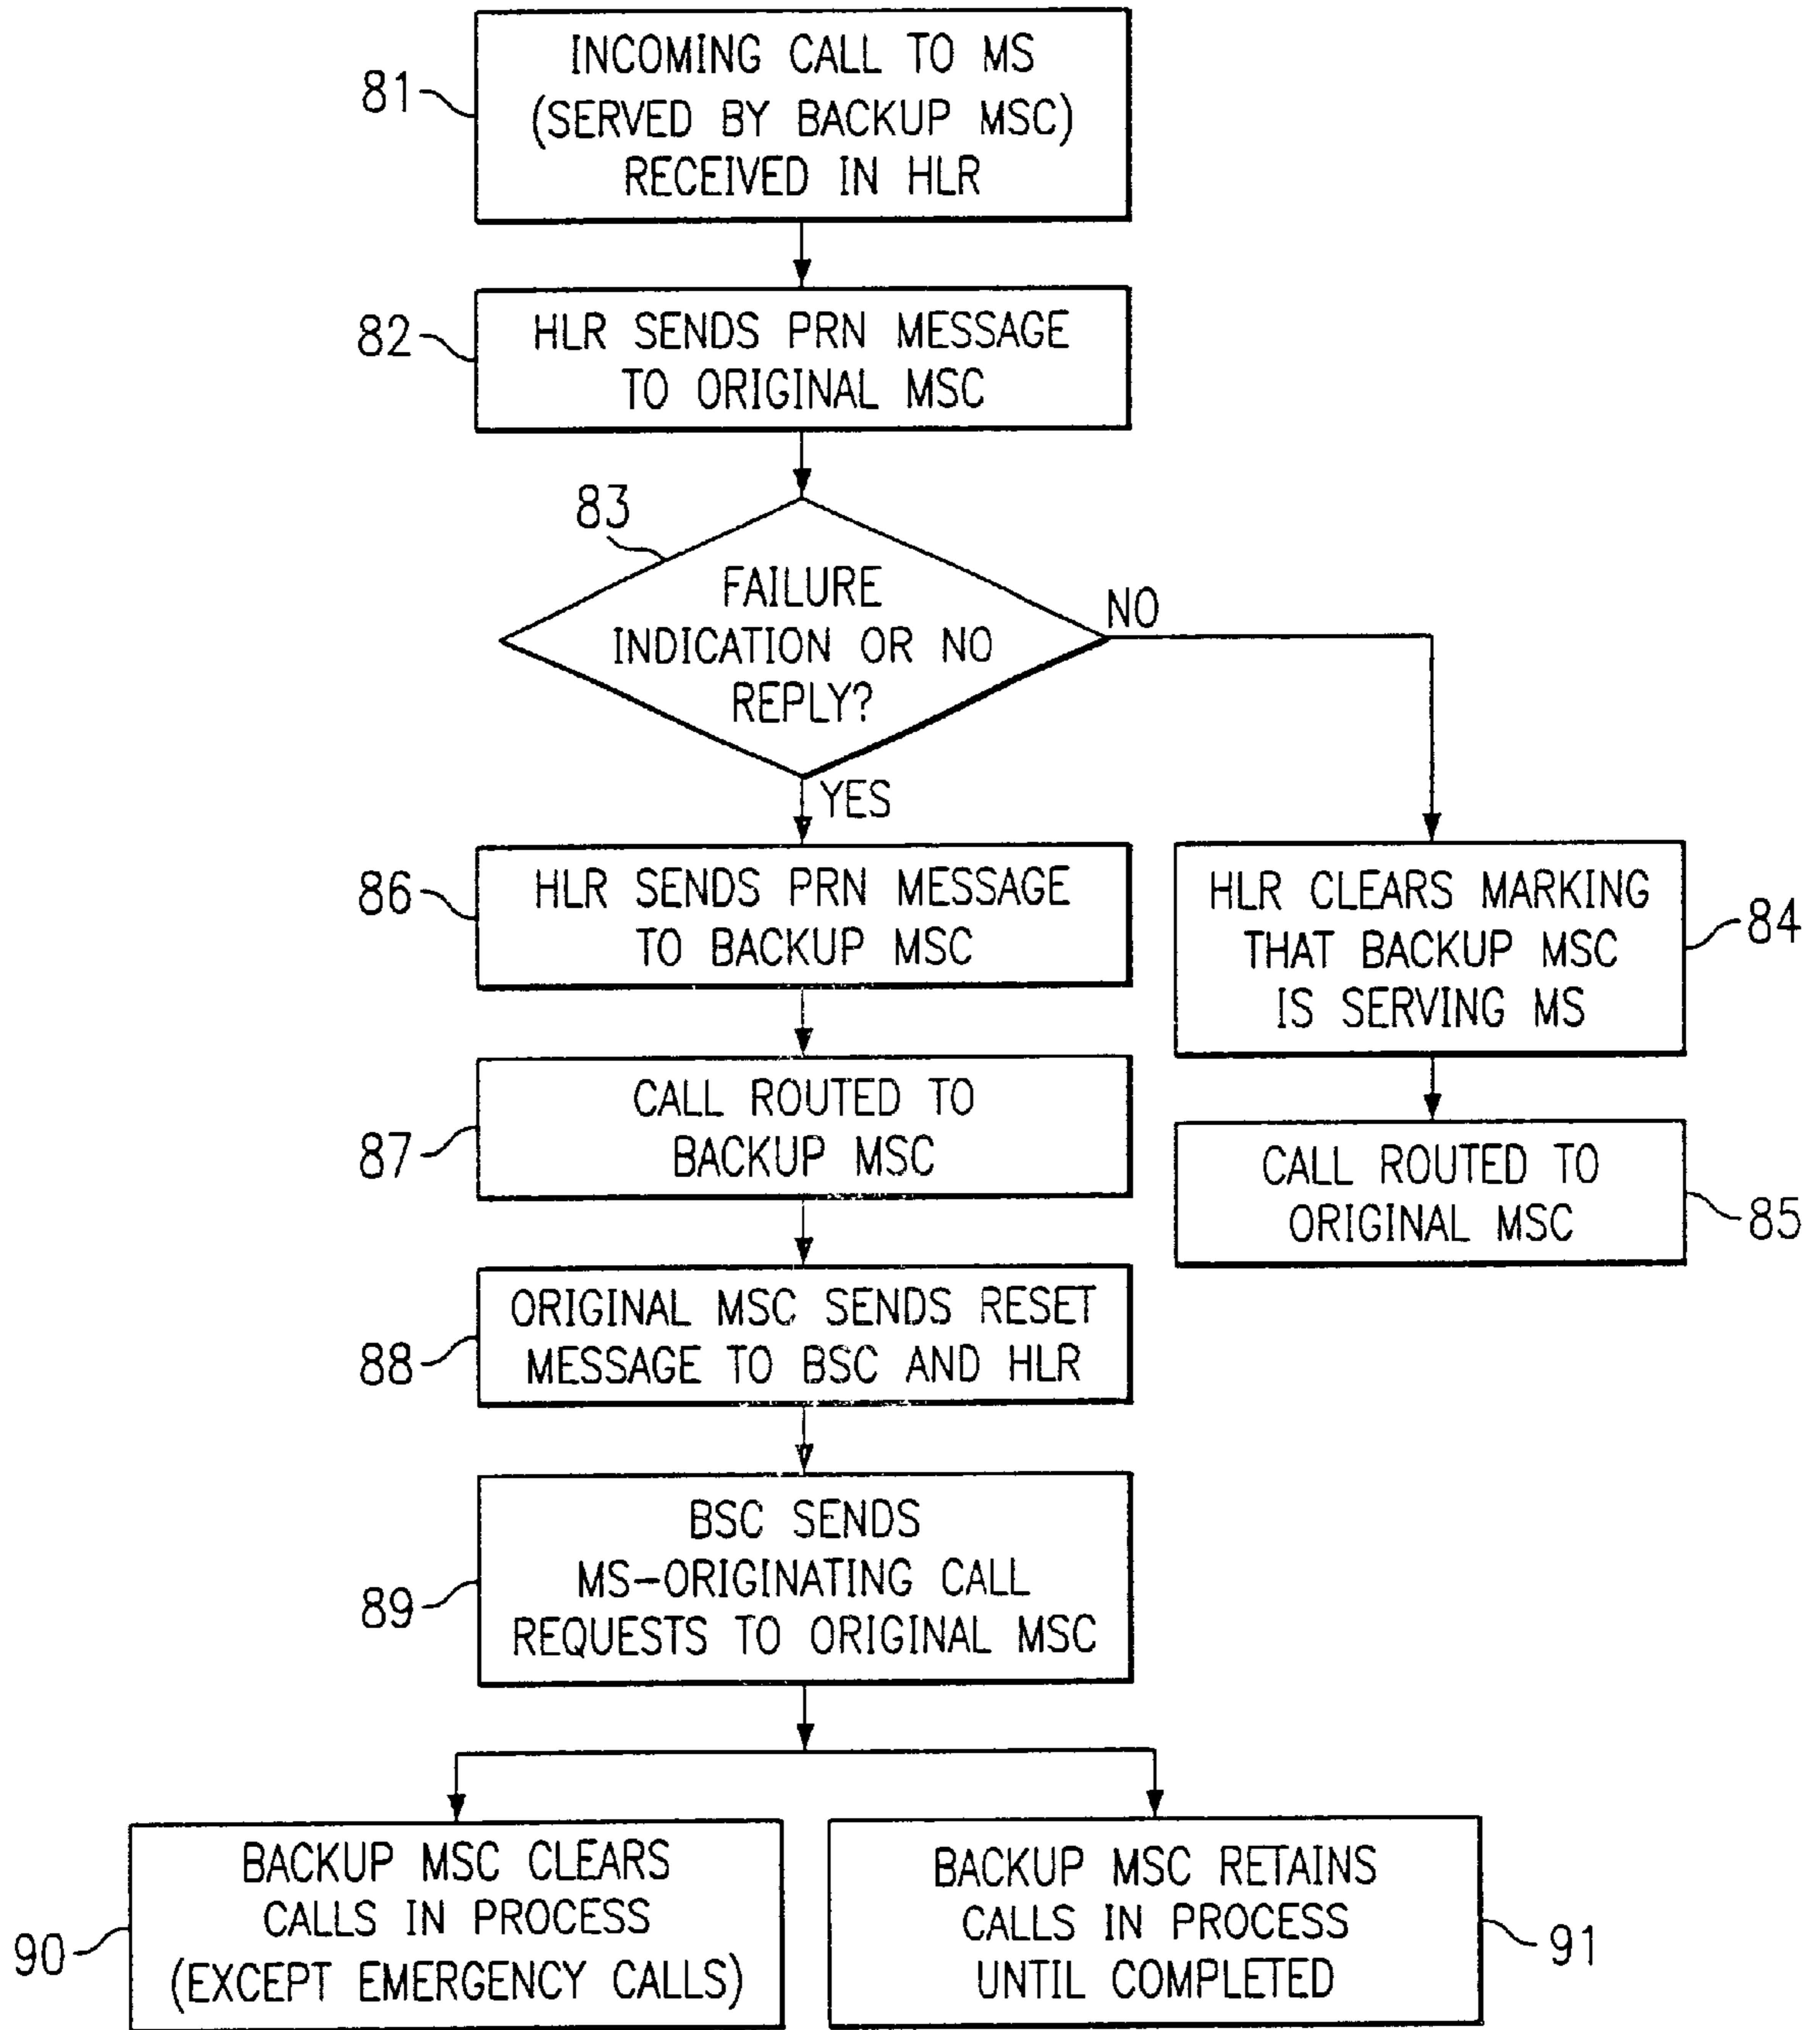 INCOMING CALL TO MS
(SERVED BY BACKUP MSC)
RECEIVED IN HLR
81
HLR SENDS PRN MESSAGE
TO ORIGINAL MSC
82
83
FAILURE
INDICATION OR NO
REPLY?
NO
YES
HLR SENDS PRN MESSAGE
TO BACKUP MSC
86
HLR CLEARS MARKING
THAT BACKUP MSC
IS SERVING MS
84
CALL ROUTED TO
BACKUP MSC
87
CALL ROUTED TO
ORIGINAL MSC
85
ORIGINAL MSC SENDS RESET
MESSAGE TO BSC AND HLR
88
BSC SENDS
MS-ORIGINATING CALL
REQUESTS TO ORIGINAL MSC
89
BACKUP MSC CLEARS
CALLS IN PROCESS
(EXCEPT EMERGENCY CALLS)
90
BACKUP MSC RETAINS
CALLS IN PROCESS
UNTIL COMPLETED
91